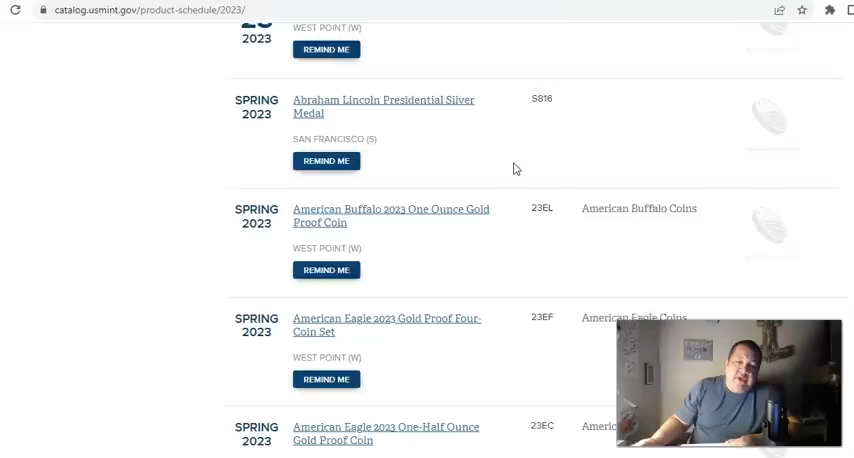 catalog.usmint.gov/product-schedule/2023/
2023
WEST POINT (W)
REMIND ME
SPRING
2023
Abraham Lincoln Presidential Silver
Medal
S816
SAN FRANCISCO (S)
REMIND ME
SPRING
2023
American Buffalo 2023 One Ounce Gold
Proof Coin
23EL
American Buffalo Coins
WEST POINT (W)
REMIND ME
SPRING
2023
American Eagle 2023 Gold Proof Four-
Coin Set
23EF
American Eagle Coins
WEST POINT (W)
REMIND ME
SPRING
2023
American Eagle 2023 One-Half Ounce
Gold Proof Coin
23EC